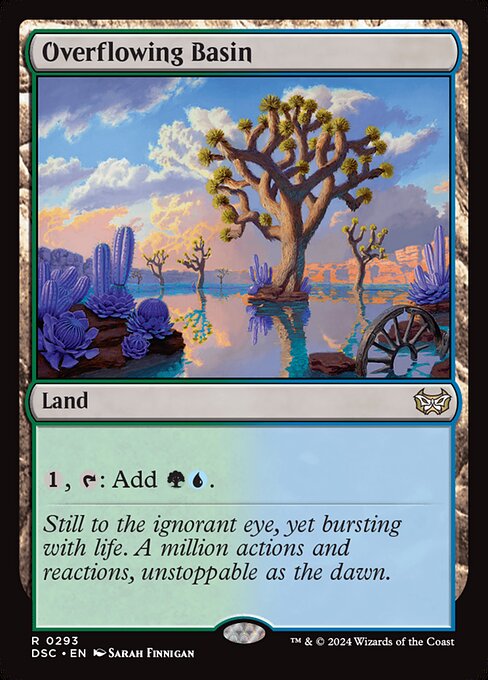 Overflowing Basin
Land
1, : Add .
Still to the ignorant eye, yet bursting
with life. A million actions and
reactions, unstoppable as the dawn.
R 0293
DSC • EN Sarah Finnigan
™ & © 2024 Wizards of the Coast